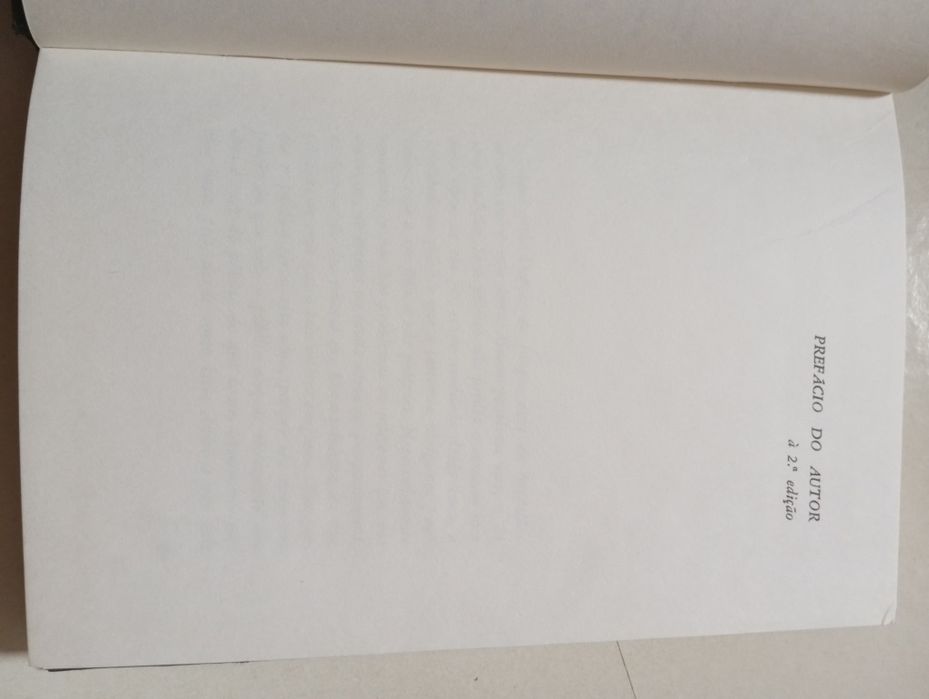 PREFÁCIO DO AUTOR
à 2.ª edição